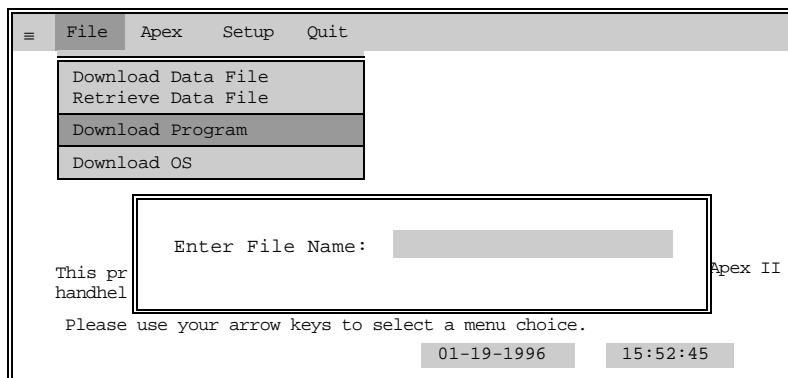 ≡ File Apex Setup Quit
Download Data File
Retrieve Data File
Download Program
Download OS
Enter File Name:
This pr Apex II
handhel
Please use your arrow keys to select a menu choice.
01-19-1996 15:52:45